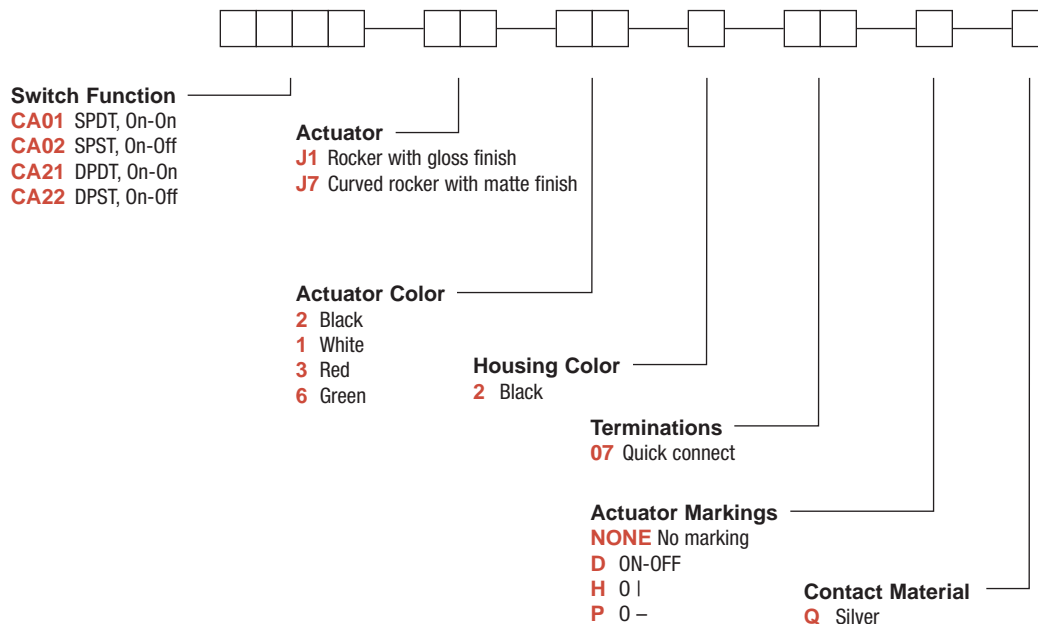 Switch Function
CA01 SPDT, On-On
CA02 SPST, On-Off
CA21 DPDT, On-On
CA22 DPST, On-Off
Actuator
J1 Rocker with gloss finish
J7 Curved rocker with matte finish
Actuator Color
2 Black
1 White
3 Red
6 Green
Housing Color
2 Black
Terminations
07 Quick connect
Actuator Markings
NONE No marking
D ON-OFF
H 0 |
P 0 –
Contact Material
Q Silver